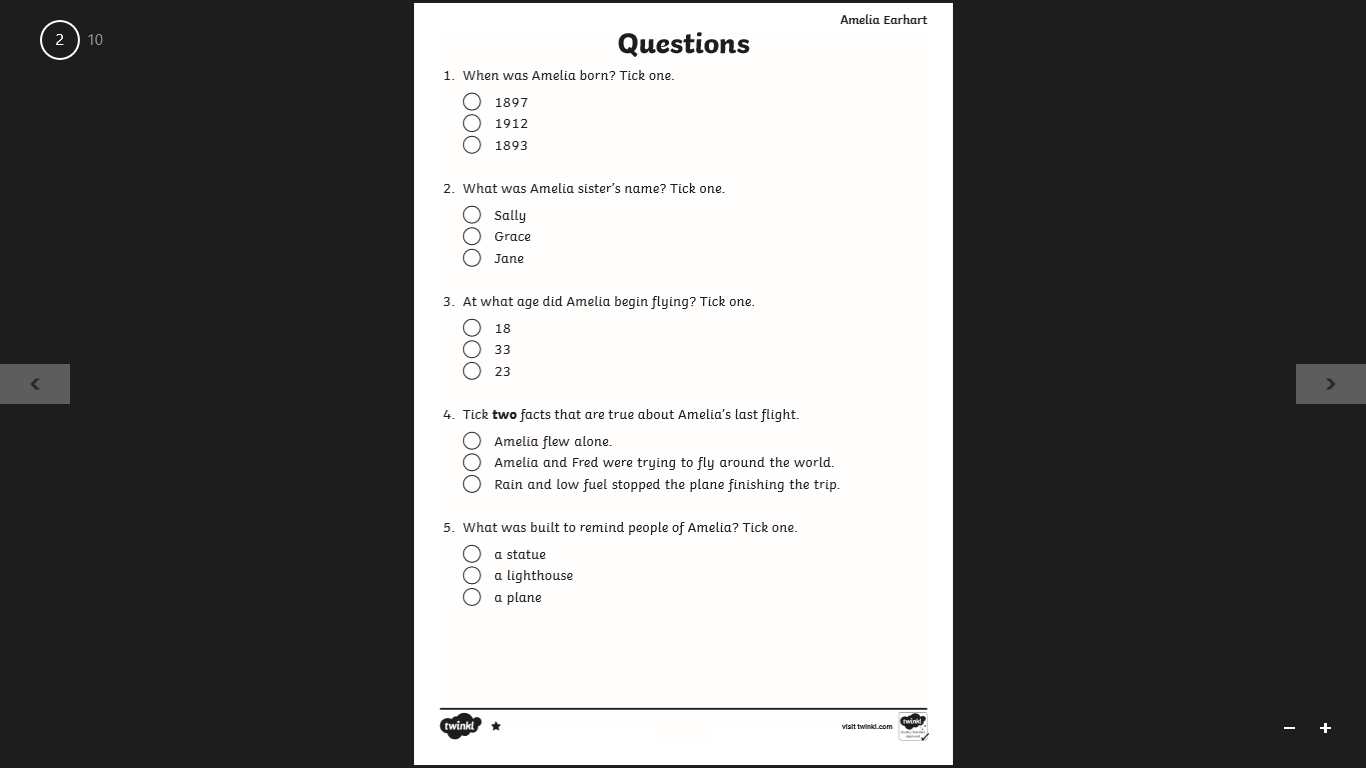 2 10
Amelia Earhart
Questions
1. When was Amelia born? Tick one.
1897
1912
1893
2. What was Amelia sister's name? Tick one.
Sally
Grace
Jane
3. At what age did Amelia begin flying? Tick one.
18
33
23
4. Tick two facts that are true about Amelia's last flight.
Amelia flew alone.
Amelia and Fred were trying to fly around the world.
Rain and low fuel stopped the plane finishing the trip.
5. What was built to remind people of Amelia? Tick one.
a statue
a lighthouse
a plane
twinkl
visit twinkl.com
twinkl